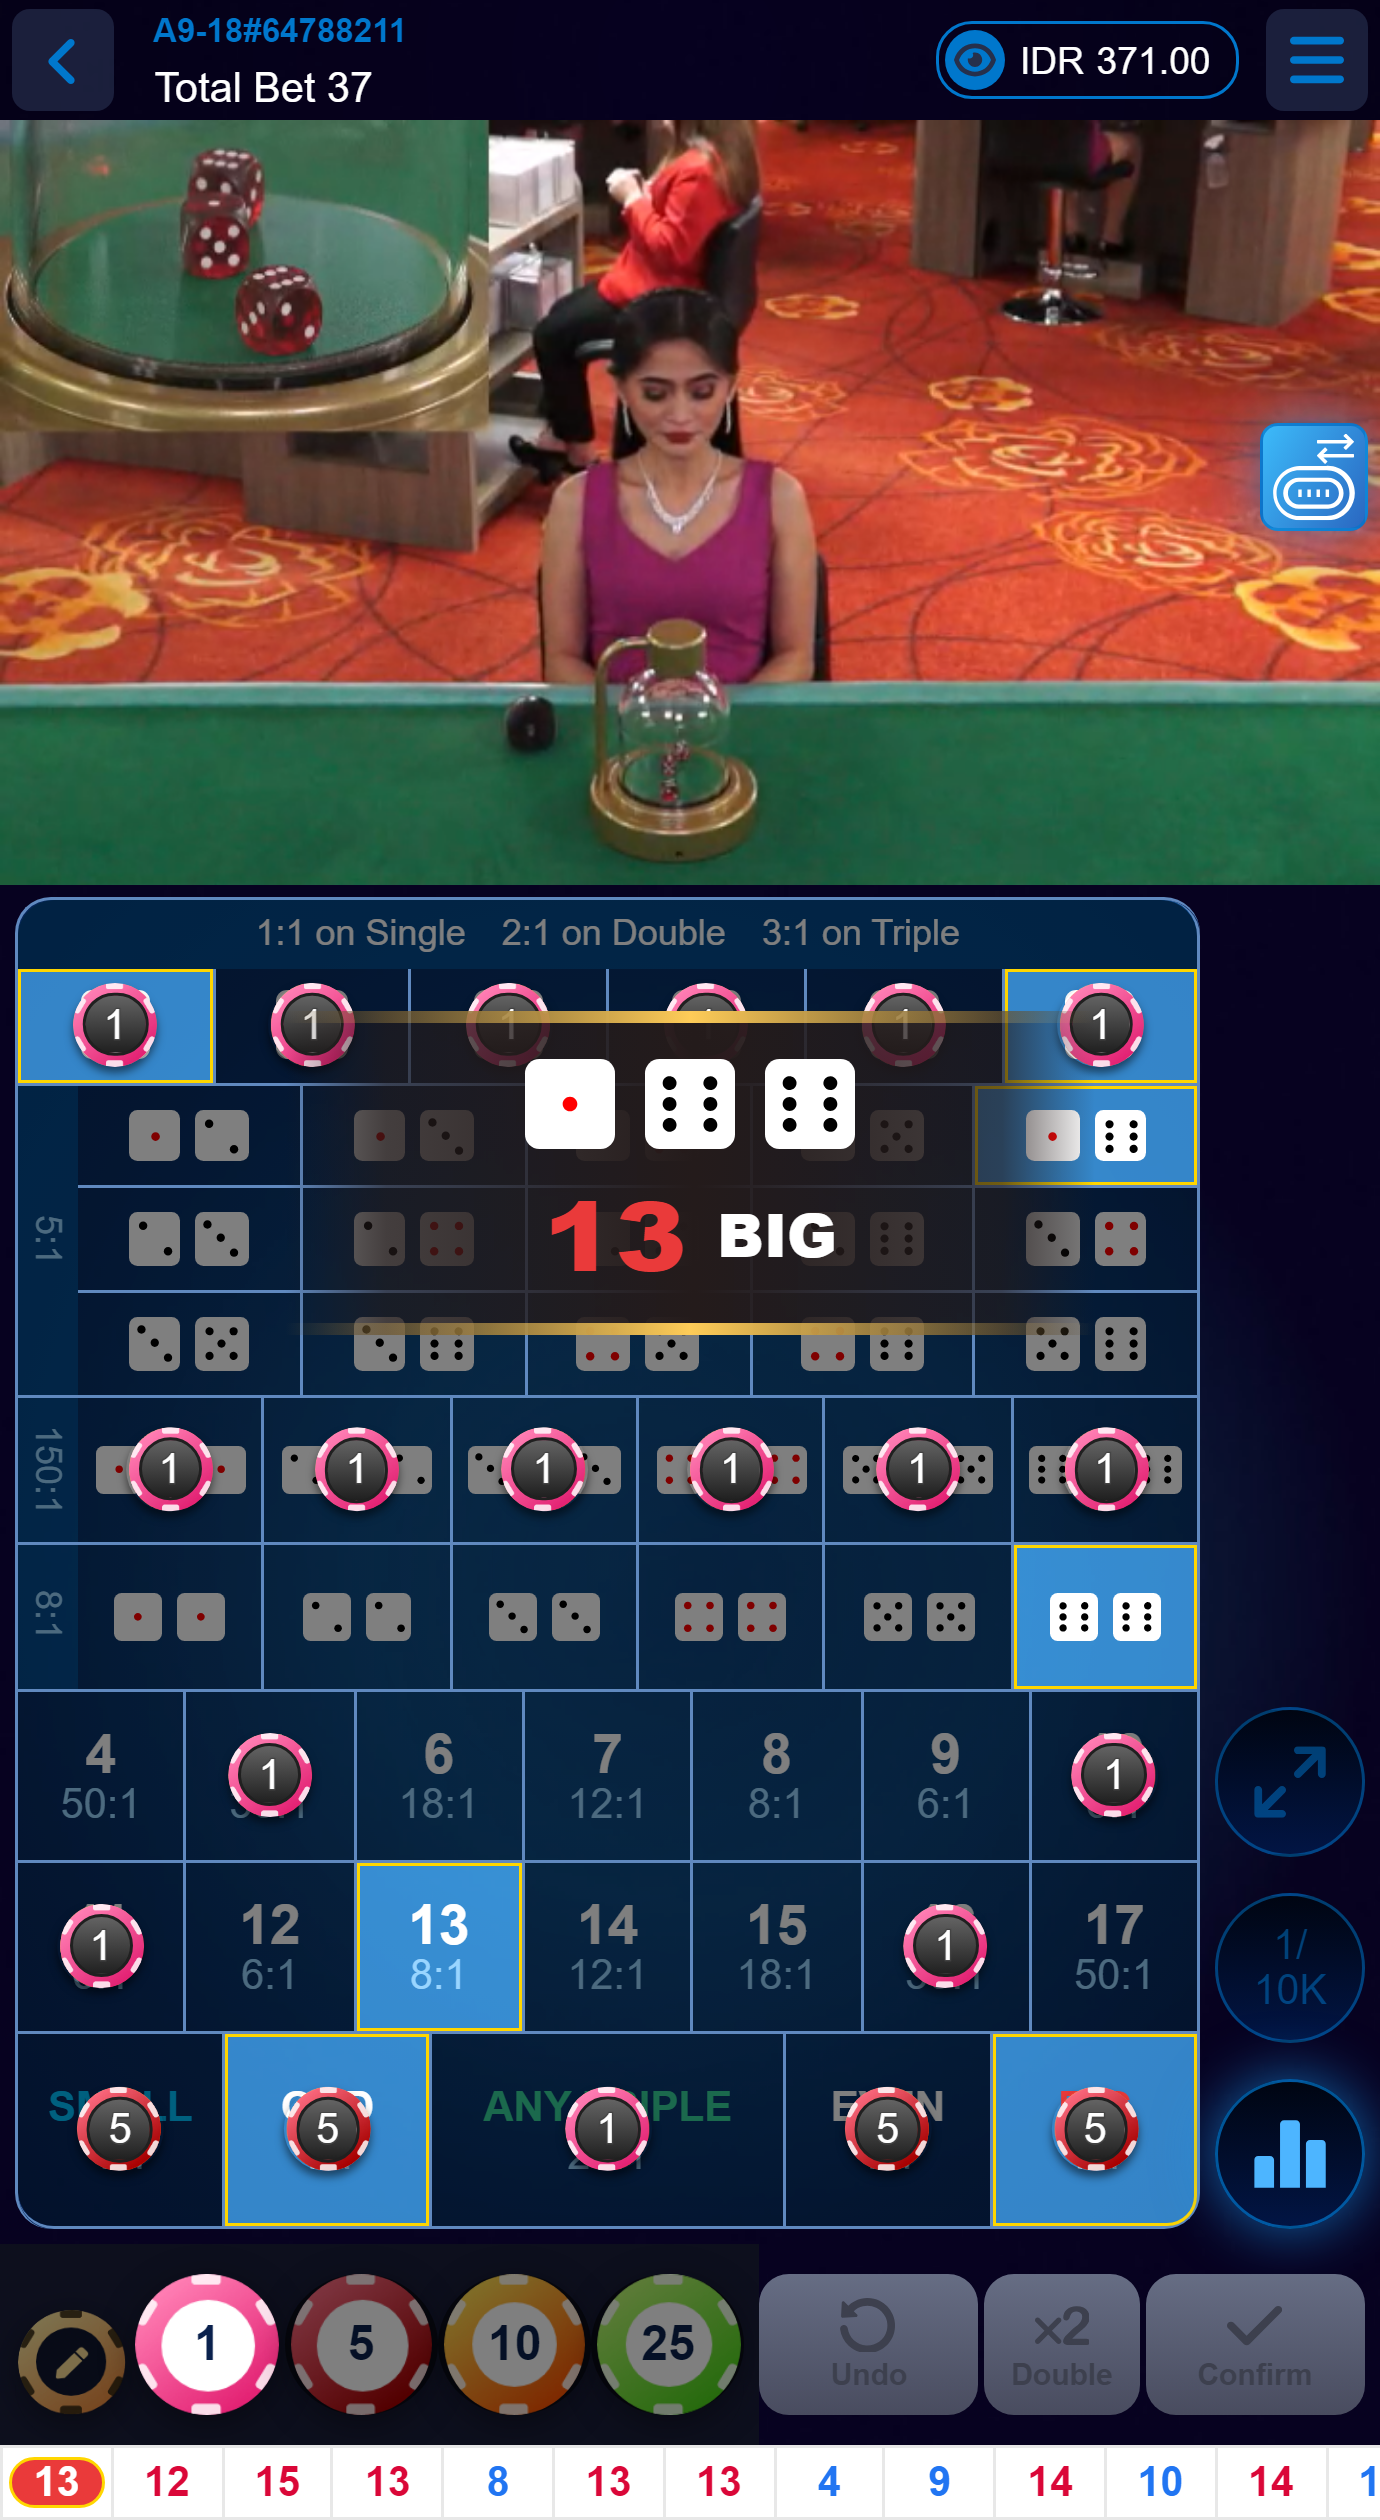 A9-18#64788211
Total Bet 37
IDR 371.00
1:1 on Single 2:1 on Double 3:1 on Triple
1 1 1 1 1 1
13 BIG
5:1
150:1
1 1 1 1 1 1
8:1
4 1 6 7 8 9 1
50:1 18:1 12:1 8:1 6:1
1 12 13 14 15 1 17
6:1 8:1 12:1 18:1 50:1
1/
10K
5 5 1 5 5
1 5 10 25
Undo
x2
Double
Confirm
13 12 15 13 8 13 13 4 9 14 10 14 1